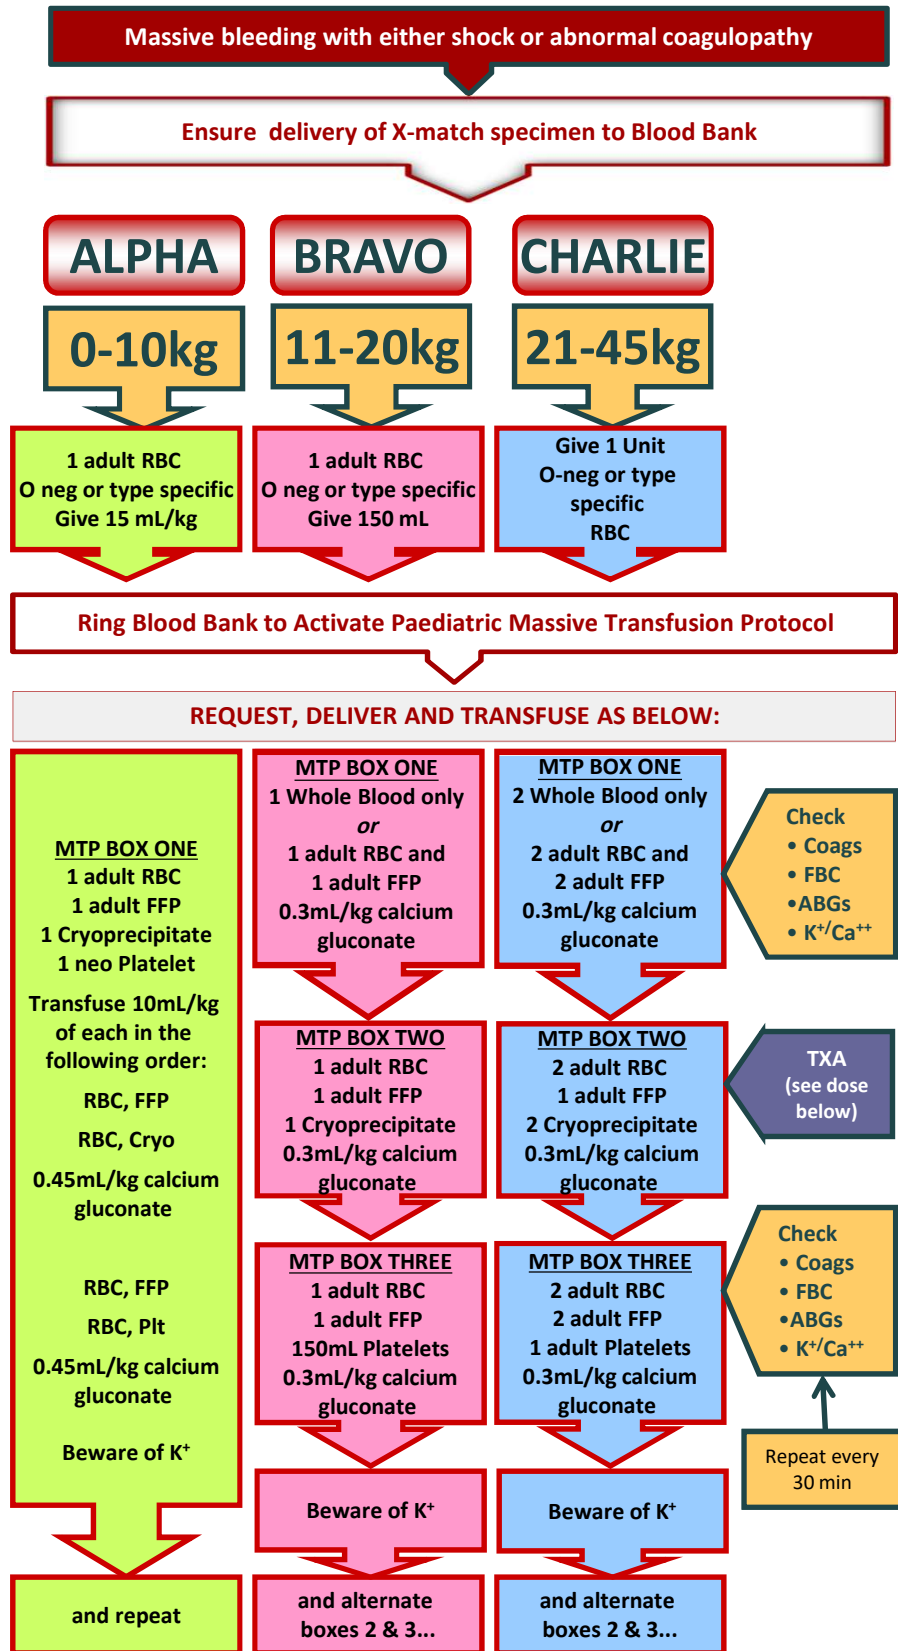 Massive bleeding with either shock or abnormal coagulopathy
Ensure delivery of X-match specimen to Blood Bank
ALPHA
BRAVO
CHARLIE
0-10kg
11-20kg
21-45kg
1 adult RBC
O neg or type specific
Give 15 mL/kg
1 adult RBC
O neg or type specific
Give 150 mL
Give 1 Unit
O-neg or type
specific
RBC
Ring Blood Bank to Activate Paediatric Massive Transfusion Protocol
REQUEST, DELIVER AND TRANSFUSE AS BELOW:
MTP BOX ONE
1 adult RBC
1 adult FFP
1 Cryoprecipitate
1 neo Platelet
Transfuse 10mL/kg
of each in the
following order:
RBC, FFP
RBC, Cryo
0.45mL/kg calcium
gluconate
RBC, FFP
RBC, Plt
0.45mL/kg calcium
gluconate
Beware of K⁺
and repeat
MTP BOX ONE
1 Whole Blood only
or
1 adult RBC and
1 adult FFP
0.3mL/kg calcium
gluconate
MTP BOX TWO
1 adult RBC
1 adult FFP
1 Cryoprecipitate
0.3mL/kg calcium
gluconate
MTP BOX THREE
1 adult RBC
1 adult FFP
150mL Platelets
0.3mL/kg calcium
gluconate
Beware of K⁺
and alternate
boxes 2 & 3...
MTP BOX ONE
2 Whole Blood only
or
2 adult RBC and
2 adult FFP
0.3mL/kg calcium
gluconate
MTP BOX TWO
2 adult RBC
1 adult FFP
2 Cryoprecipitate
0.3mL/kg calcium
gluconate
MTP BOX THREE
2 adult RBC
2 adult FFP
1 adult Platelets
0.3mL/kg calcium
gluconate
Beware of K⁺
and alternate
boxes 2 & 3...
Check
• Coags
• FBC
•ABGs
• K⁺/Ca⁺⁺
TXA
(see dose
below)
Check
• Coags
• FBC
•ABGs
• K⁺/Ca⁺⁺
Repeat every
30 min